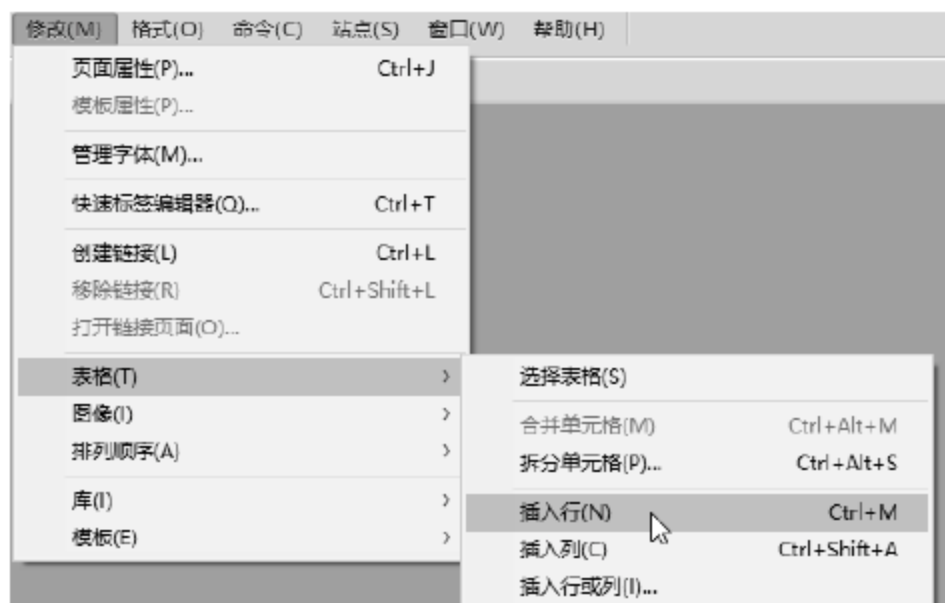 修改(M) 格式(O) 命令(C) 站点(S) 窗口(W) 帮助(H)
页面属性(P)... Ctrl+J
模板属性(P)...
管理字体(M)...
快速标签编辑器(Q)... Ctrl+T
创建链接(L) Ctrl+L
移除链接(R) Ctrl+Shift+L
打开链接页面(O)...
表格(T)
图像(I)
排列顺序(A)
库(I)
模板(E)
选择表格(S)
合并单元格(M) Ctrl+Alt+M
拆分单元格(P)... Ctrl+Alt+S
插入行(N) Ctrl+M
插入列(C) Ctrl+Shift+A
插入行或列(I)...